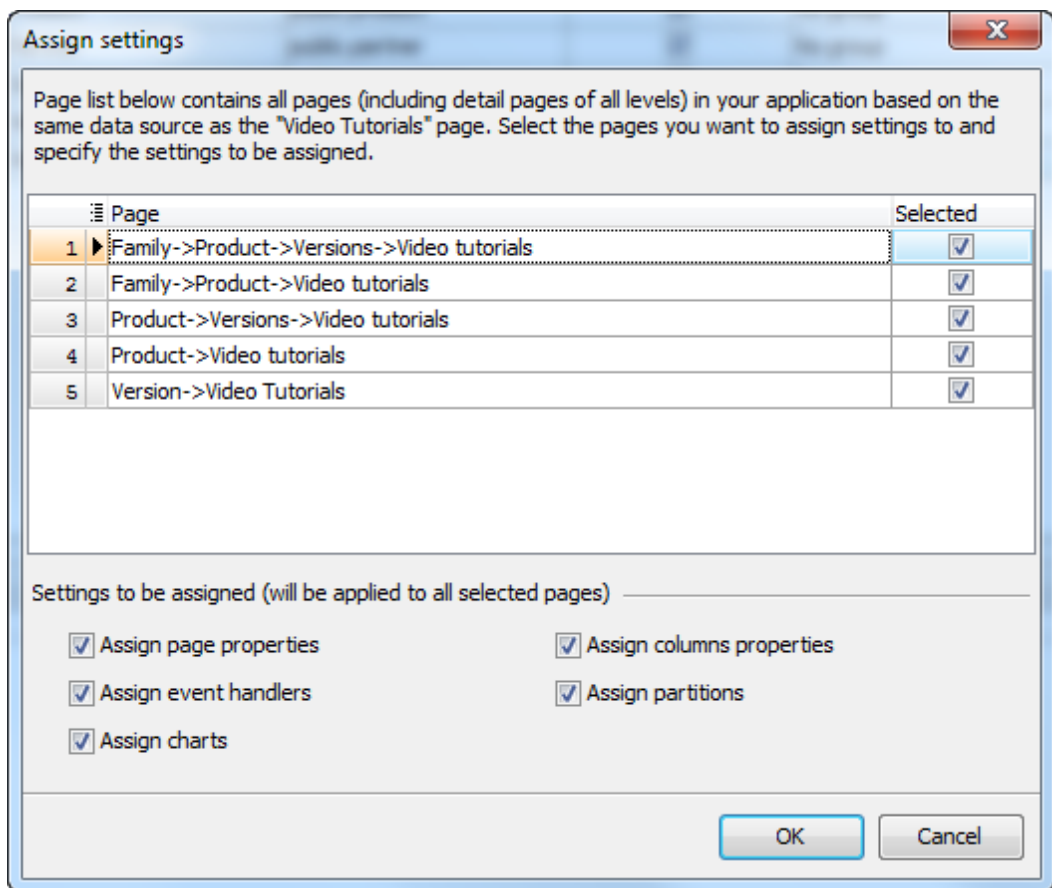 Assign settings
Page list below contains all pages (including detail pages of all levels) in your application based on the
same data source as the "Video Tutorials" page. Select the pages you want to assign settings to and
specify the settings to be assigned.
Page Selected
1 Family->Product->Versions->Video tutorials
2 Family->Product->Video tutorials
3 Product->Versions->Video tutorials
4 Product->Video tutorials
5 Version->Video Tutorials
Settings to be assigned (will be applied to all selected pages)
Assign page properties Assign columns properties
Assign event handlers Assign partitions
Assign charts
OK Cancel